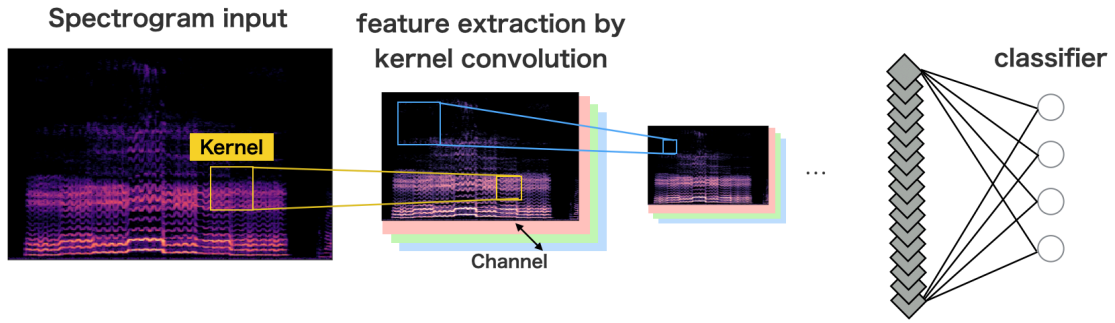 Spectrogram input
feature extraction by
kernel convolution
classifier
Kernel
...
Channel